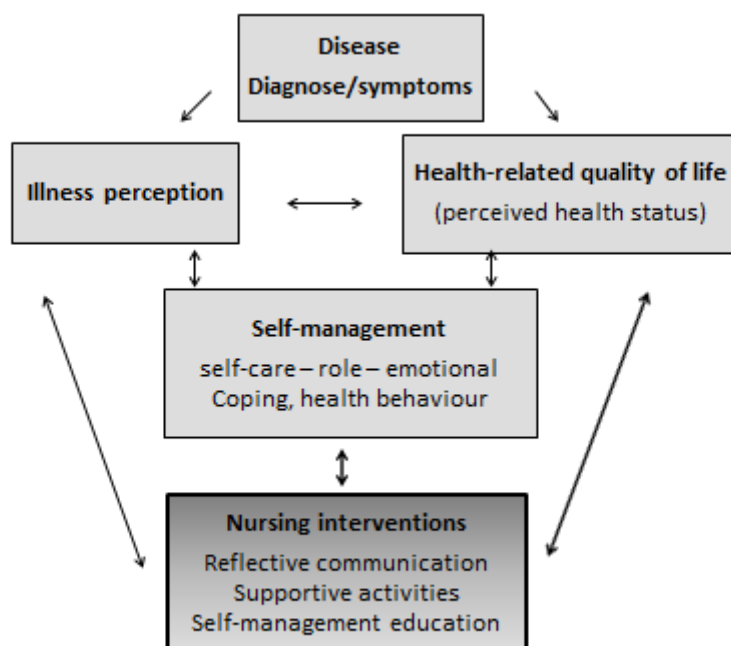 Disease
Diagnose/symptoms
Illness perception
Health-related quality of life
(perceived health status)
Self-management
self-care – role – emotional
Coping, health behaviour
Nursing interventions
Reflective communication
Supportive activities
Self-management education